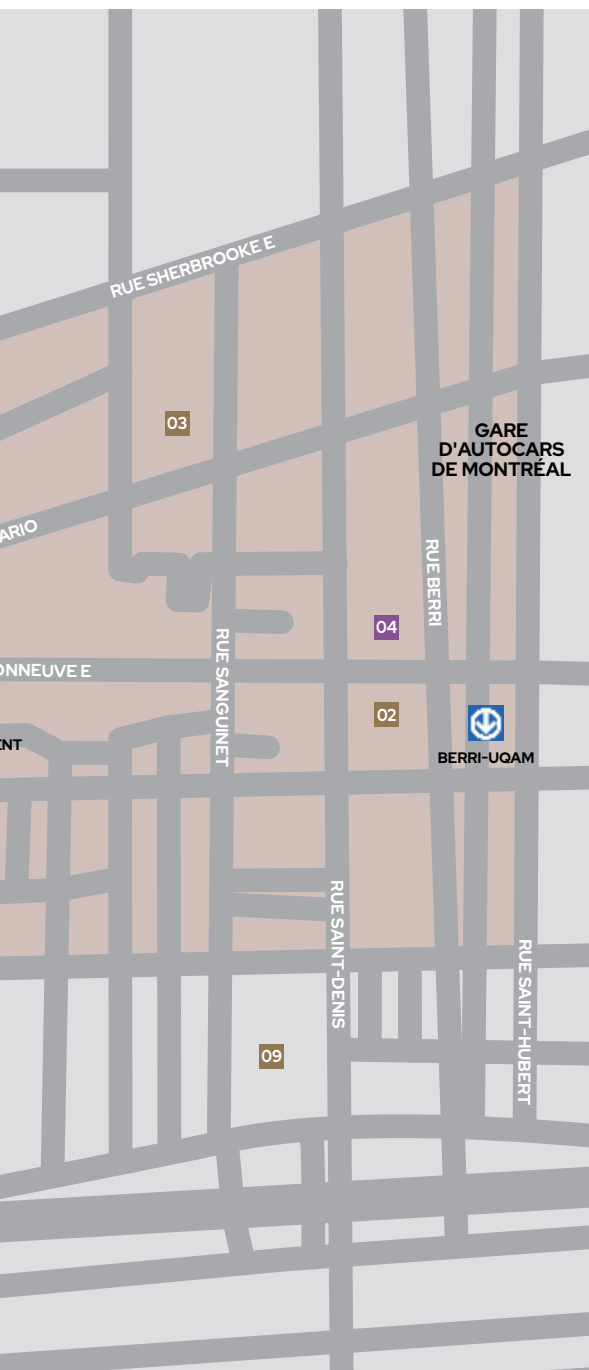 RUE SHERBROOKE E
03
GARE
D'AUTOCARS
DE MONTRÉAL
ARIO
RUE BERRI
04
RUE SANGUINET
ONNEUVE E
02
ENT
BERRI-UQAM
RUE SAINT-DENIS
RUE SAINT-HUBERT
09